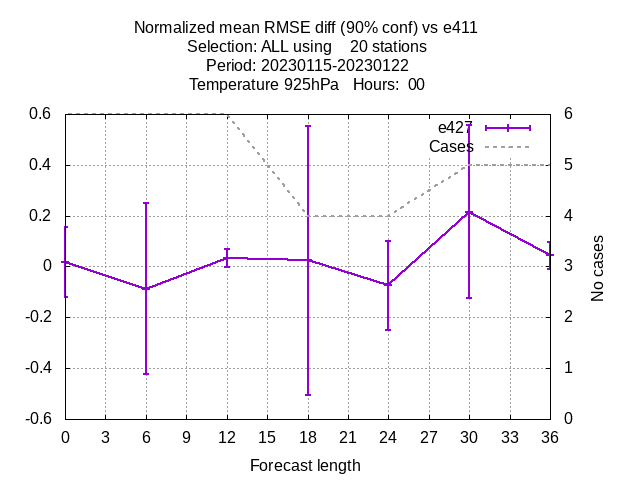 Normalized mean RMSE diff (90% conf) vs e411
Selection: ALL using    20 stations
Period: 20230115-20230122
Temperature 925hPa   Hours:  00
0.6
0.4
0.2
0
-0.2
-0.4
-0.6
6
5
4
3
2
1
0
e427
Cases
No cases
0 3 6 9 12 15 18 21 24 27 30 33 36
Forecast length